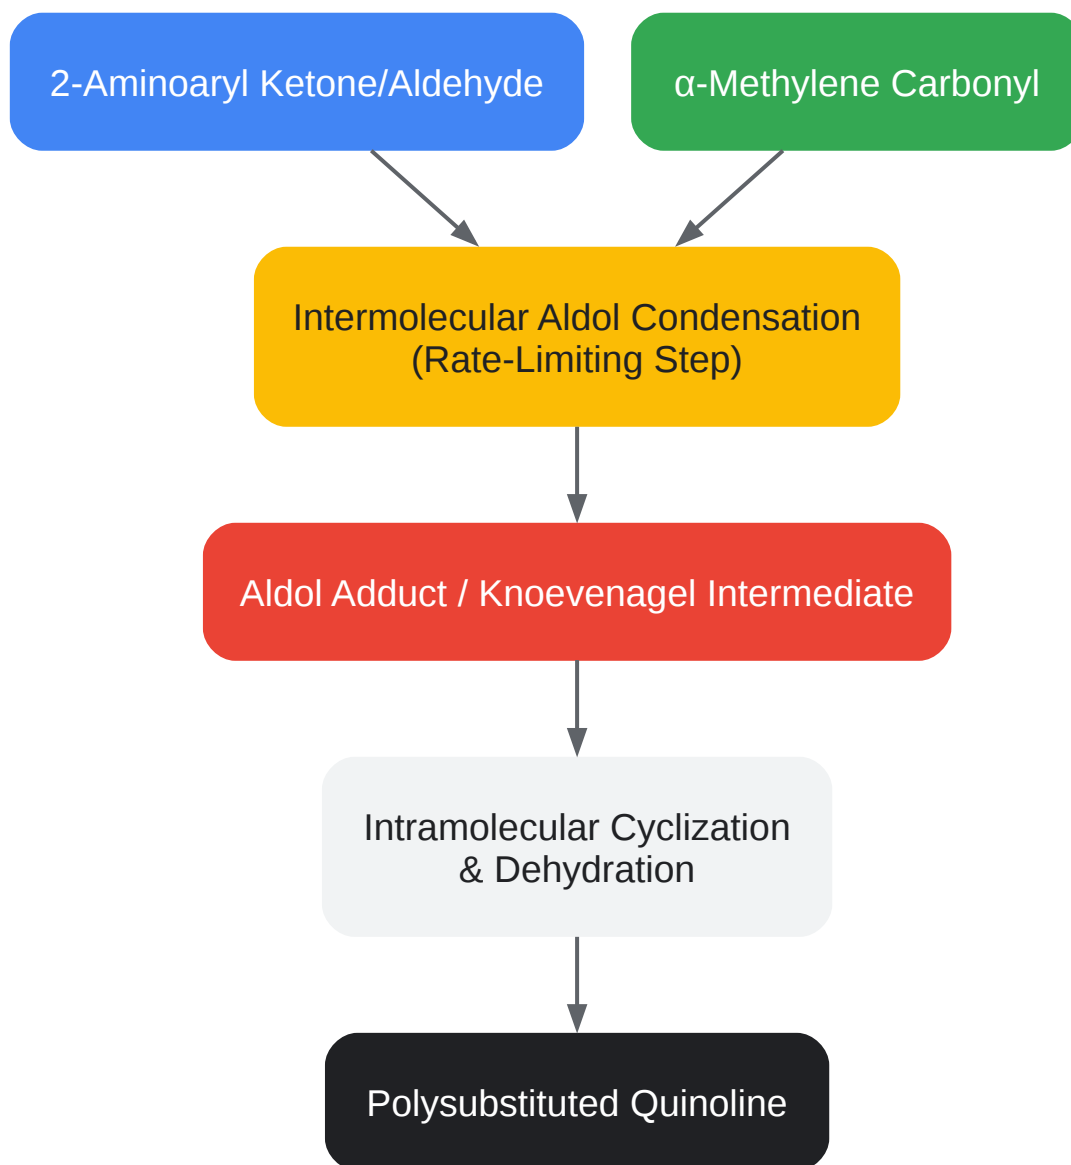 2-Aminoaryl Ketone/Aldehyde
α-Methylene Carbonyl
Intermolecular Aldol Condensation
(Rate-Limiting Step)
Aldol Adduct / Knoevenagel Intermediate
Intramolecular Cyclization
& Dehydration
Polysubstituted Quinoline